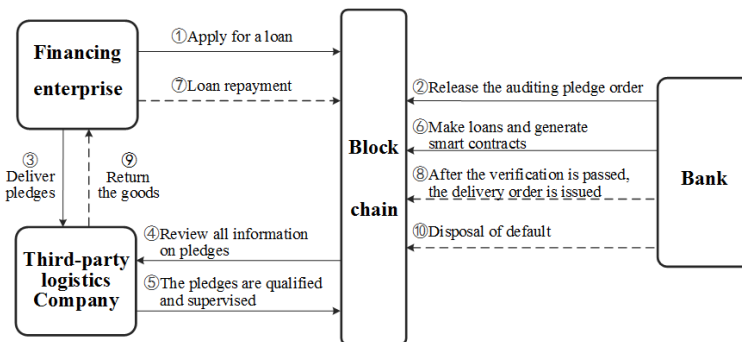 Financing
enterprise
①Apply for a loan
⑦Loan repayment
②Release the auditing pledge order
⑥Make loans and generate
smart contracts
⑧After the verification is passed,
the delivery order is issued
⑩Disposal of default
Block
chain
Bank
③
Deliver
pledges
⑨
Return
the goods
④Review all information
on pledges
⑤The pledges are qualified
and supervised
Third-party
logistics
Company